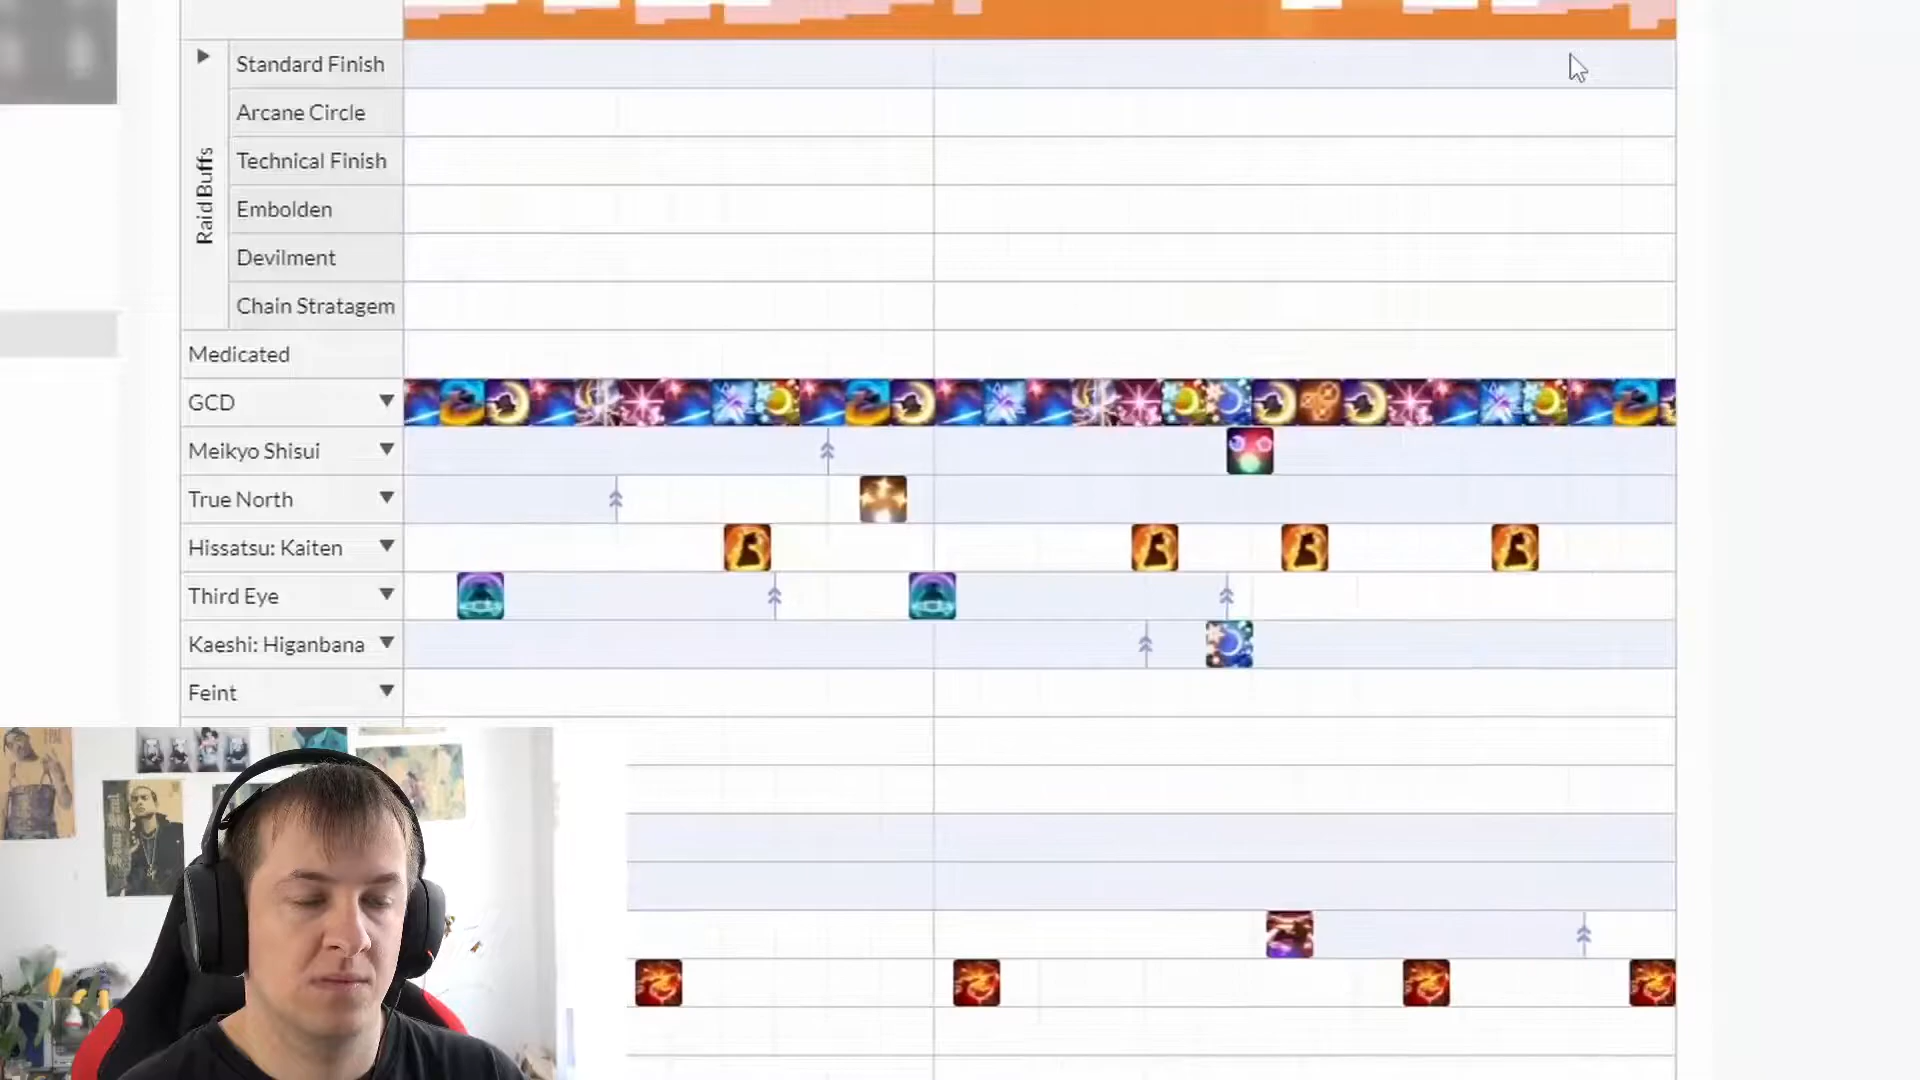 Standard Finish
Arcane Circle
Technical Finish
Embolden
Devilment
Chain Stratagem
Raid Buffs
Medicated
GCD
Meikyo Shisui
True North
Hissatsu: Kaiten
Third Eye
Kaeshi: Higanbana
Feint